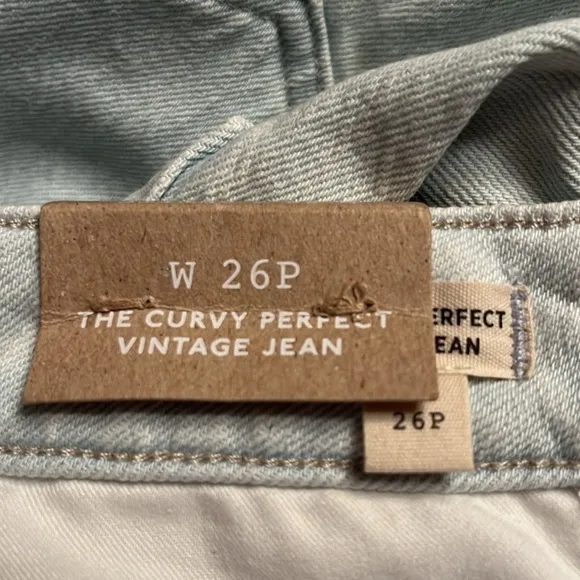 W 26P
THE CURVY PERFECT
VINTAGE JEAN
ERFECT
EAN
26P